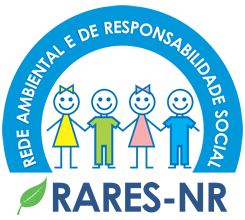 REDE AMBIENTAL E DE RESPONSABILIDADE SOCIAL
RARES-NR